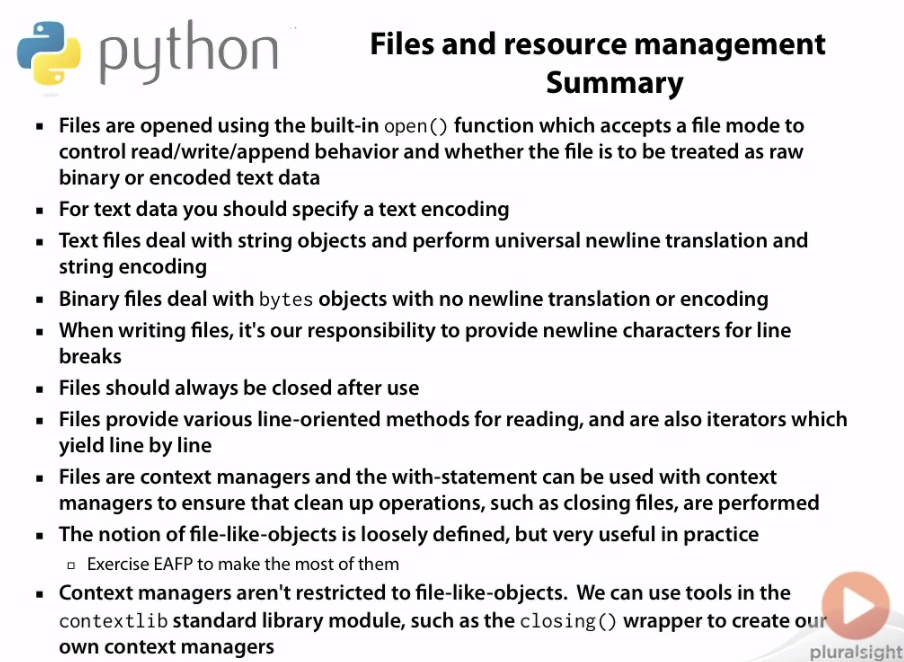 python
Files and resource management
Summary
▪ Files are opened using the built-in open() function which accepts a file mode to
control read/write/append behavior and whether the file is to be treated as raw
binary or encoded text data
▪ For text data you should specify a text encoding
▪ Text files deal with string objects and perform universal newline translation and
string encoding
▪ Binary files deal with bytes objects with no newline translation or encoding
▪ When writing files, it's our responsibility to provide newline characters for line
breaks
▪ Files should always be closed after use
▪ Files provide various line-oriented methods for reading, and are also iterators which
yield line by line
▪ Files are context managers and the with-statement can be used with context
managers to ensure that clean up operations, such as closing files, are performed
▪ The notion of file-like-objects is loosely defined, but very useful in practice
▫ Exercise EAFP to make the most of them
▪ Context managers aren't restricted to file-like-objects. We can use tools in the
contextlib standard library module, such as the closing() wrapper to create our
own context managers
pluralsight